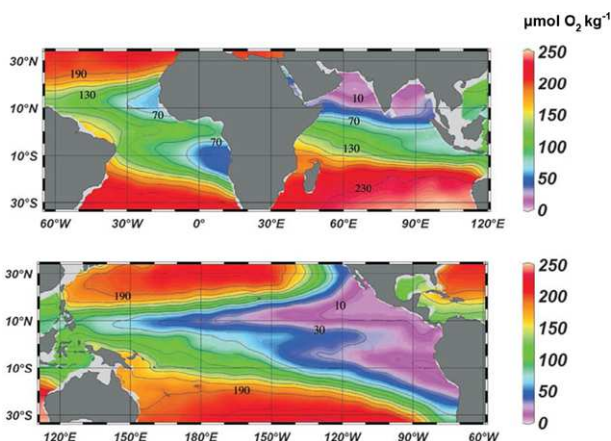 µmol O₂ kg⁻¹
30°N
10°N
10°S
30°S
190
130
70
70
10
70
130
230
60°W
30°W
0°
30°E
60°E
90°E
120°E
250
200
150
100
50
0
30°N
10°N
10°S
30°S
190
10
30
190
120°E
150°E
180°W
150°W
120°W
90°W
60W
250
200
150
100
50
0